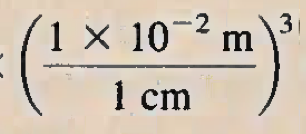 × (1 × 10⁻² m / 1 cm)³